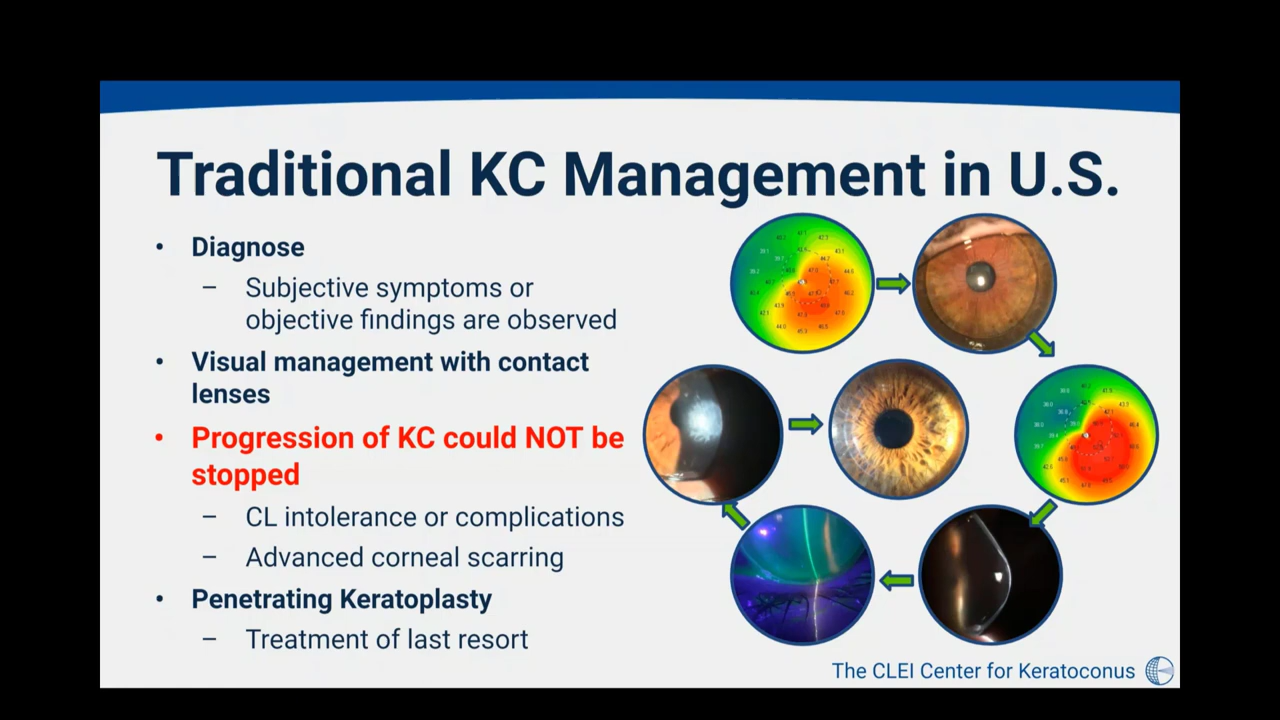 Traditional KC Management in U.S.
• Diagnose
– Subjective symptoms or
objective findings are observed
• Visual management with contact
lenses
• Progression of KC could NOT be
stopped
– CL intolerance or complications
– Advanced corneal scarring
• Penetrating Keratoplasty
– Treatment of last resort
The CLEI Center for Keratoconus